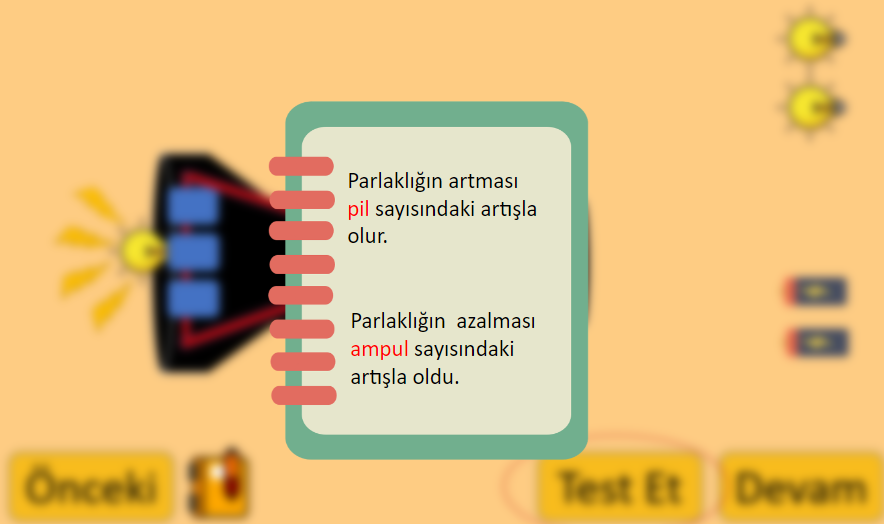 Parlaklığın artması
pil sayısındaki artışla
olur.
Parlaklığın azalması
ampul sayısındaki
artışla oldu.
Önceki
Test Et
Devam